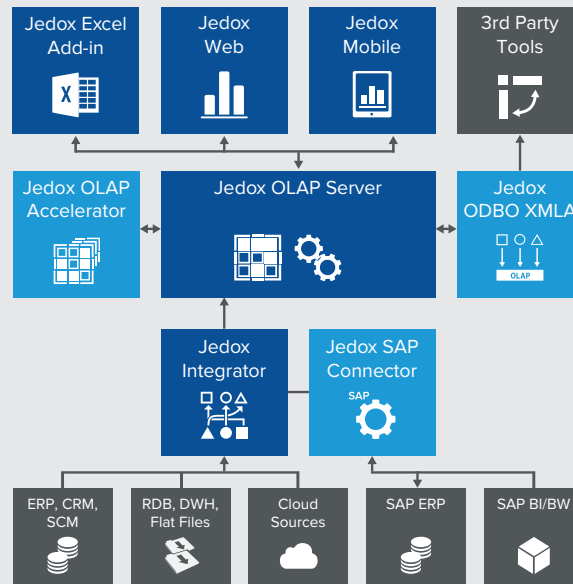 Jedox Excel
Add-in
Jedox
Web
Jedox
Mobile
3rd Party
Tools
X
Jedox OLAP
Accelerator
Jedox OLAP Server
Jedox
ODBO XMLA
OLAP
Jedox
Integrator
Jedox SAP
Connector
SAP
ERP, CRM,
SCM
RDB, DWH,
Flat Files
Cloud
Sources
SAP ERP
SAP BI/BW